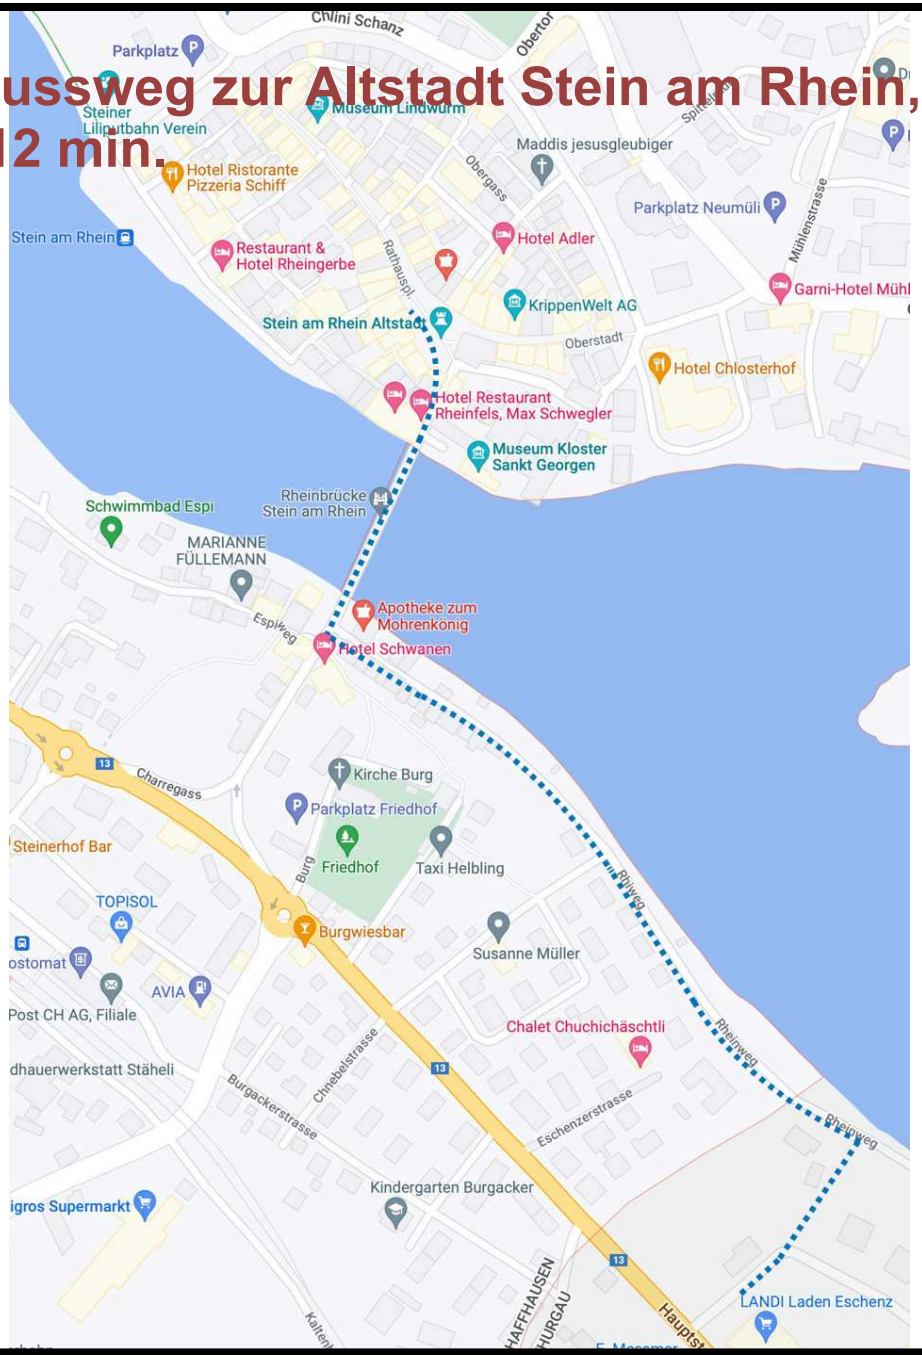 Chlini Schanz
Obertor
Parkplatz
ussweg zur Altstadt Stein am Rhein,
12 min.
Steiner
Liliputbahn Verein
Museum Lindwurm
Maddis jesusgleubiger
Hotel Ristorante
Pizzeria Schiff
Obergass
Parkplatz Neumüli
Mühlenstrasse
Stein am Rhein
Restaurant &
Hotel Rheingerbe
Rathauspl.
Hotel Adler
Garni-Hotel Mühl
KrippenWelt AG
Stein am Rhein Altstadt
Oberstadt
Hotel Chlosterhof
Hotel Restaurant
Rheinfels, Max Schwegler
Museum Kloster
Sankt Georgen
Rheinbrücke
Stein am Rhein
Schwimmbad Espi
MARIANNE
FÜLLEMANN
Espiweg
Apotheke zum
Mohrenkönig
Hotel Schwanen
13
Charregass
Kirche Burg
Parkplatz Friedhof
Steinerhof Bar
Burg
Friedhof
Taxi Helbling
Rhiweg
TOPISOL
Burgwiesbar
Susanne Müller
ostomat
AVIA
Post CH AG, Filiale
Chalet Chuchichäschtli
Rheinweg
dhauerwerkstatt Stäheli
Chnebelstrasse
13
Burgackerstrasse
Eschenzerstrasse
Rheinweg
Kindergarten Burgacker
igros Supermarkt
13
HAFFHAUSEN
HURGAU
Hauptst
LANDI Laden Eschenz
Kaltenb